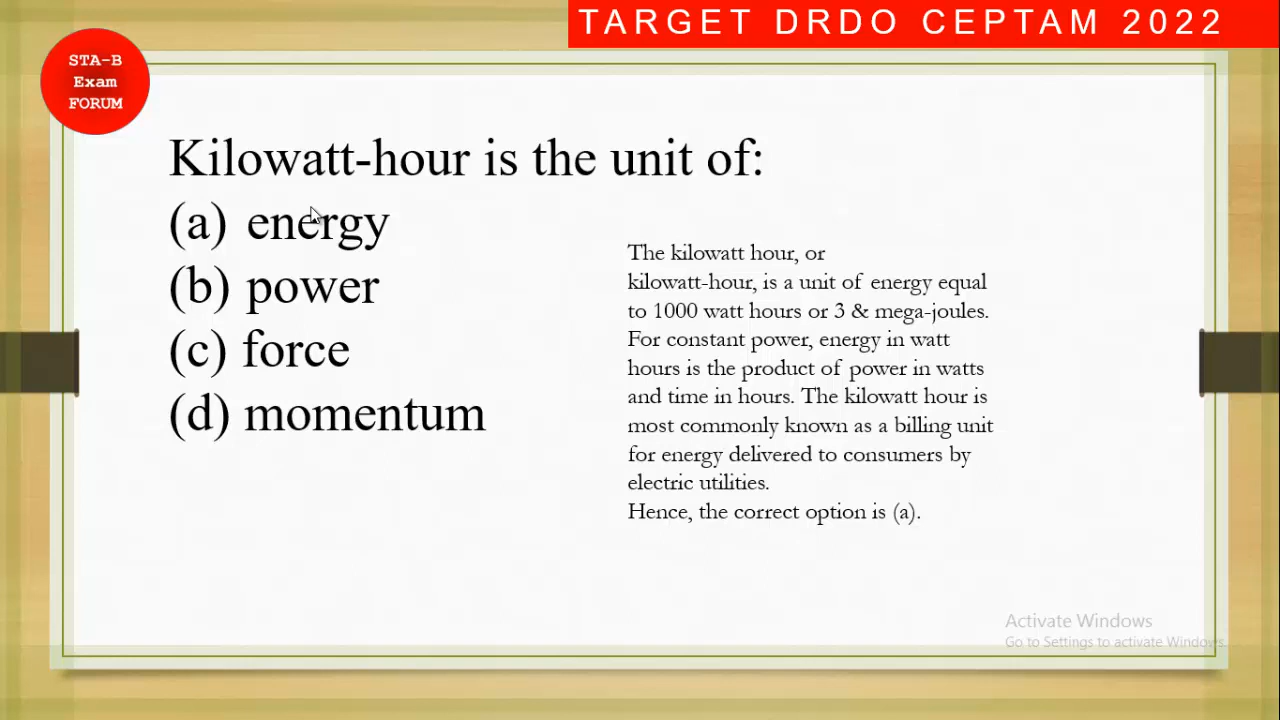 TARGET DRDO CEPTAM 2022
STA-B
Exam
FORUM
Kilowatt-hour is the unit of:
(a) energy
(b) power
(c) force
(d) momentum
The kilowatt hour, or
kilowatt-hour, is a unit of energy equal
to 1000 watt hours or 3 & mega-joules.
For constant power, energy in watt
hours is the product of power in watts
and time in hours. The kilowatt hour is
most commonly known as a billing unit
for energy delivered to consumers by
electric utilities.
Hence, the correct option is (a).
Activate Windows
Go to Settings to activate Windows.